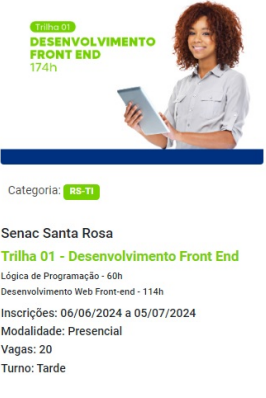 Trilha 01
DESENVOLVIMENTO
FRONT END
174h
Categoria: RS-TI
Senac Santa Rosa
Trilha 01 - Desenvolvimento Front End
Lógica de Programação - 60h
Desenvolvimento Web Front-end - 114h
Inscrições: 06/06/2024 a 05/07/2024
Modalidade: Presencial
Vagas: 20
Turno: Tarde